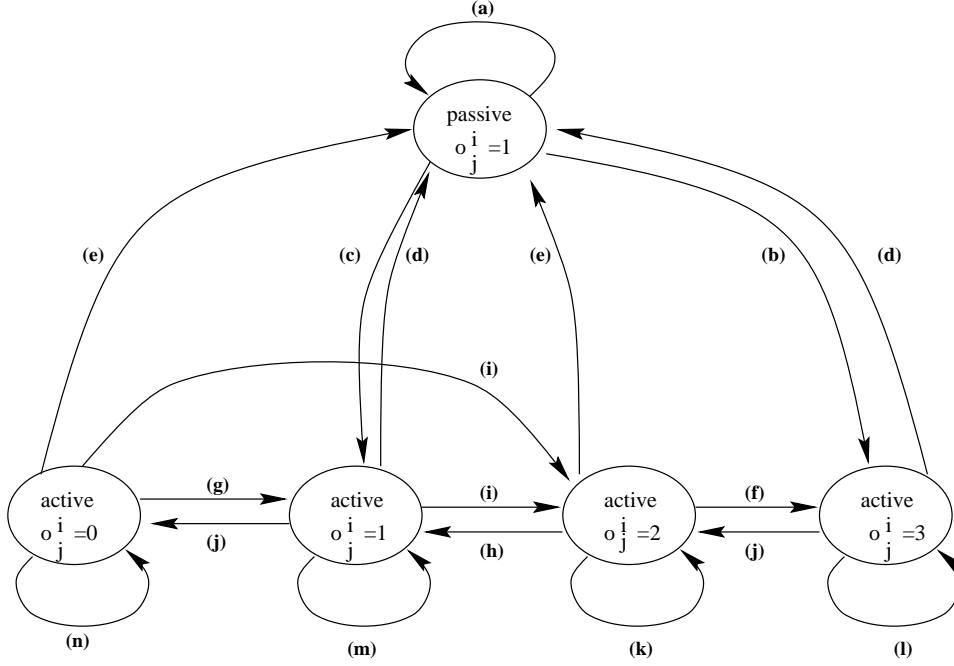 (a)
passive
o i j =1
(e)
(c)
(d)
(e)
(b)
(d)
(i)
active
o i j =0
(g)
(j)
active
o i j =1
(i)
(h)
active
o i j =2
(f)
(j)
active
o i j =3
(n)
(m)
(k)
(l)